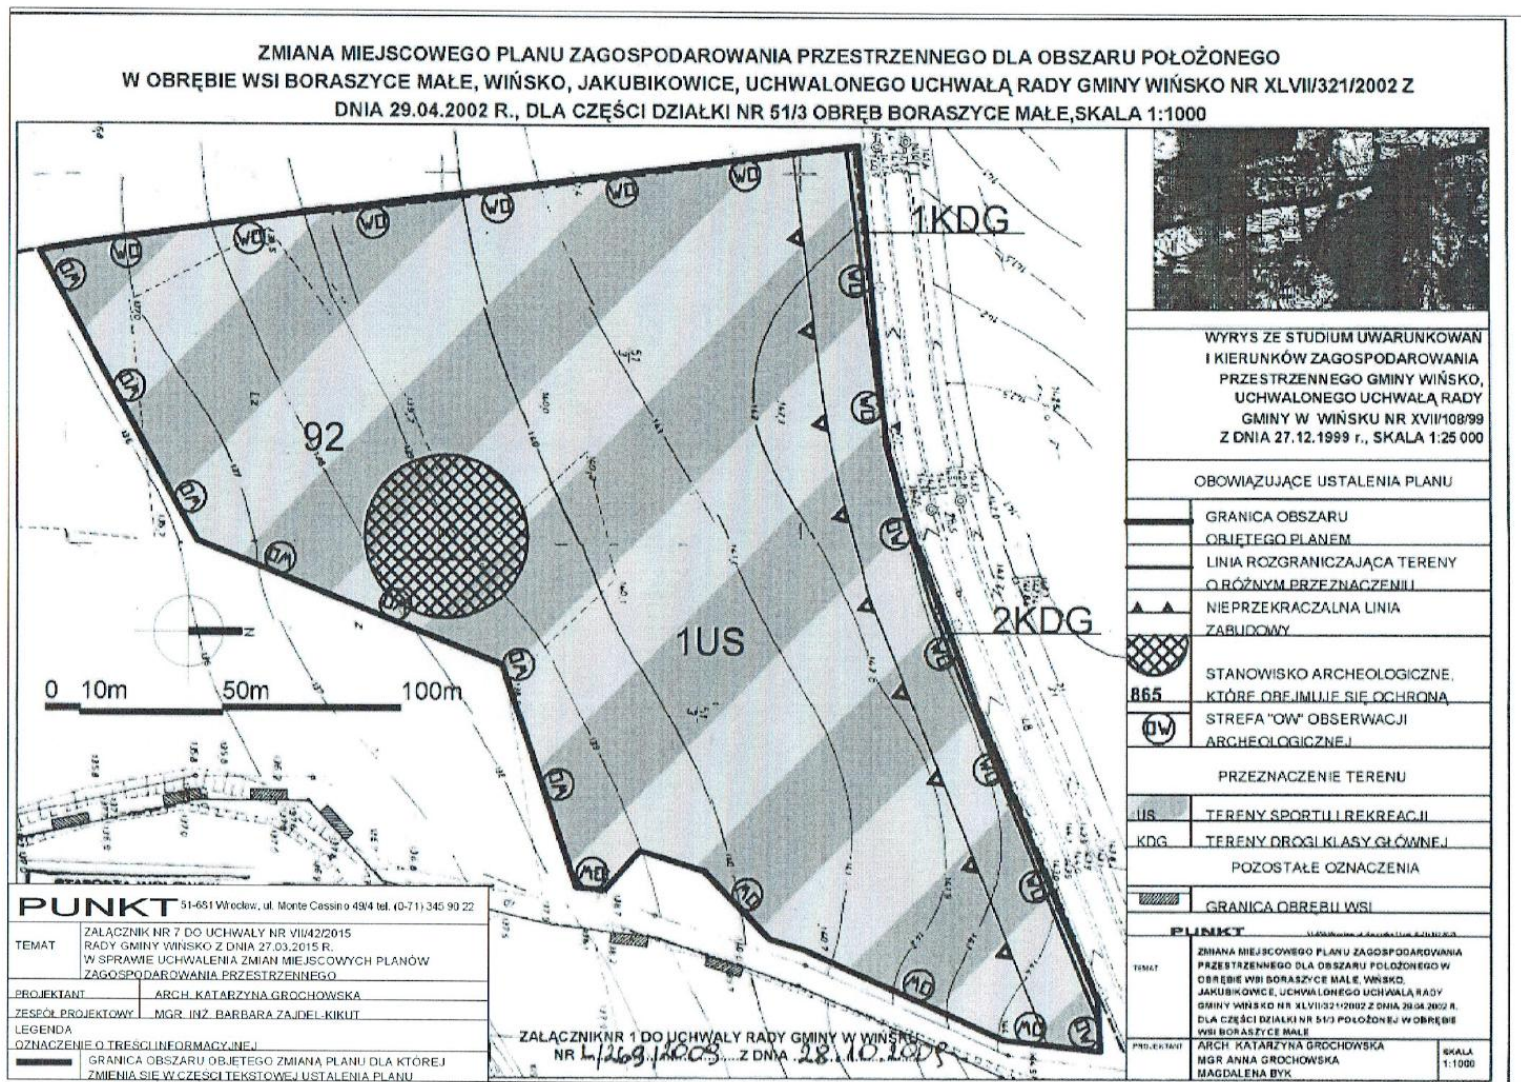 ZMIANA MIEJSCOWEGO PLANU ZAGOSPODAROWANIA PRZESTRZENNEGO DLA OBSZARU POŁOŻONEGO
W OBRĘBIE WSI BORASZYCE MAŁE, WIŃSKO, JAKUBIKOWICE, UCHWALONEGO UCHWAŁĄ RADY GMINY WIŃSKO NR XLVII/321/2002 Z
DNIA 29.04.2002 R., DLA CZĘŚCI DZIAŁKI NR 51/3 OBRĘB BORASZYCE MAŁE,SKALA 1:1000
1KDG
92
2KDG
1US
N
0 10m 50m 100m
WYRYS ZE STUDIUM UWARUNKOWAŃ
I KIERUNKÓW ZAGOSPODAROWANIA
PRZESTRZENNEGO GMINY WIŃSKO,
UCHWALONEGO UCHWAŁĄ RADY
GMINY W WIŃSKU NR XVII/108/99
Z DNIA 27.12.1999 r., SKALA 1:25 000
OBOWIĄZUJĄCE USTALENIA PLANU
GRANICA OBSZARU
OBJĘTEGO PLANEM
LINIA ROZGRANICZAJĄCA TERENY
O RÓŻNYM PRZEZNACZENIU
NIEPRZEKRACZALNA LINIA
ZABUDOWY
STANOWISKO ARCHEOLOGICZNE,
865 KTÓRE OBEJMUJE SIĘ OCHRONĄ
OW STREFA "OW" OBSERWACJI
ARCHEOLOGICZNEJ
PRZEZNACZENIE TERENU
US TERENY SPORTU I REKREACJI
KDG TERENY DROGI KLASY GŁÓWNEJ
POZOSTAŁE OZNACZENIA
GRANICA OBRĘBU WSI
PUNKT
TEMAT
ZMIANA MIEJSCOWEGO PLANU ZAGOSPODAROWANIA
PRZESTRZENNEGO DLA OBSZARU POŁOŻONEGO W
OBRĘBIE WSI BORASZYCE MAŁE, WIŃSKO,
JAKUBIKOWICE, UCHWALONEGO UCHWAŁĄ RADY
GMINY WIŃSKO NR XLVII/321/2002 Z DNIA 29.04.2002 R.
DLA CZĘŚCI DZIAŁKI NR 51/3 POŁOŻONEJ W OBRĘBIE
WSI BORASZYCE MAŁE
PROJEKTANT
ARCH. KATARZYNA GROCHOWSKA
MGR ANNA GROCHOWSKA
MAGDALENA BYK
SKALA
1:1000
PUNKT 51-681 Wrocław, ul. Monte Cassino 49/4 tel. (0-71) 345 90 22
TEMAT
ZAŁĄCZNIK NR 7 DO UCHWAŁY NR VII/42/2015
RADY GMINY WIŃSKO Z DNIA 27.03.2015 R.
W SPRAWIE UCHWALENIA ZMIAN MIEJSCOWYCH PLANÓW
ZAGOSPODAROWANIA PRZESTRZENNEGO
PROJEKTANT ARCH. KATARZYNA GROCHOWSKA
ZESPÓŁ PROJEKTOWY MGR. INŻ. BARBARA ZAJDEL-KIKUT
LEGENDA
OZNACZENIE O TREŚCI INFORMACYJNEJ
GRANICA OBSZARU OBJETEGO ZMIANĄ PLANU DLA KTÓREJ
ZMIENIA SIĘ W CZĘŚCI TEKSTOWEJ USTALENIA PLANU
ZAŁĄCZNIK NR 1 DO UCHWAŁY RADY GMINY W WIŃSKU
NR L/269/2009 Z DNIA 28.10.2009